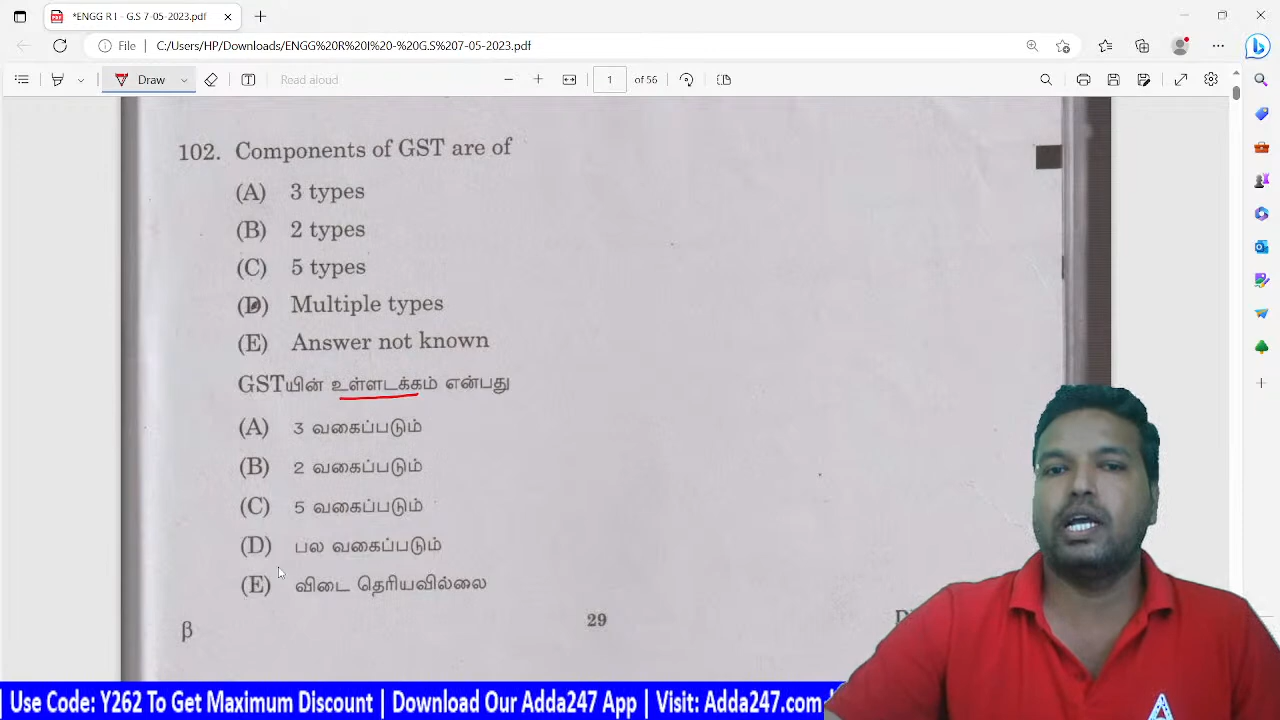 *ENGG R I - G.S 7-05-2023.pdf
File
C:/Users/HP/Downloads/ENGG%20R%20I%20-%20G.S%207-05-2023.pdf
Draw
Read aloud
1
of 56
102. Components of GST are of
(A) 3 types
(B) 2 types
(C) 5 types
(D) Multiple types
(E) Answer not known
GSTயின் உள்ளடக்கம் என்பது
(A) 3 வகைப்படும்
(B) 2 வகைப்படும்
(C) 5 வகைப்படும்
(D) பல வகைப்படும்
(E) விடை தெரியவில்லை
β
29
| Use Code: Y262 To Get Maximum Discount | Download Our Adda247 App | Visit: Adda247.com